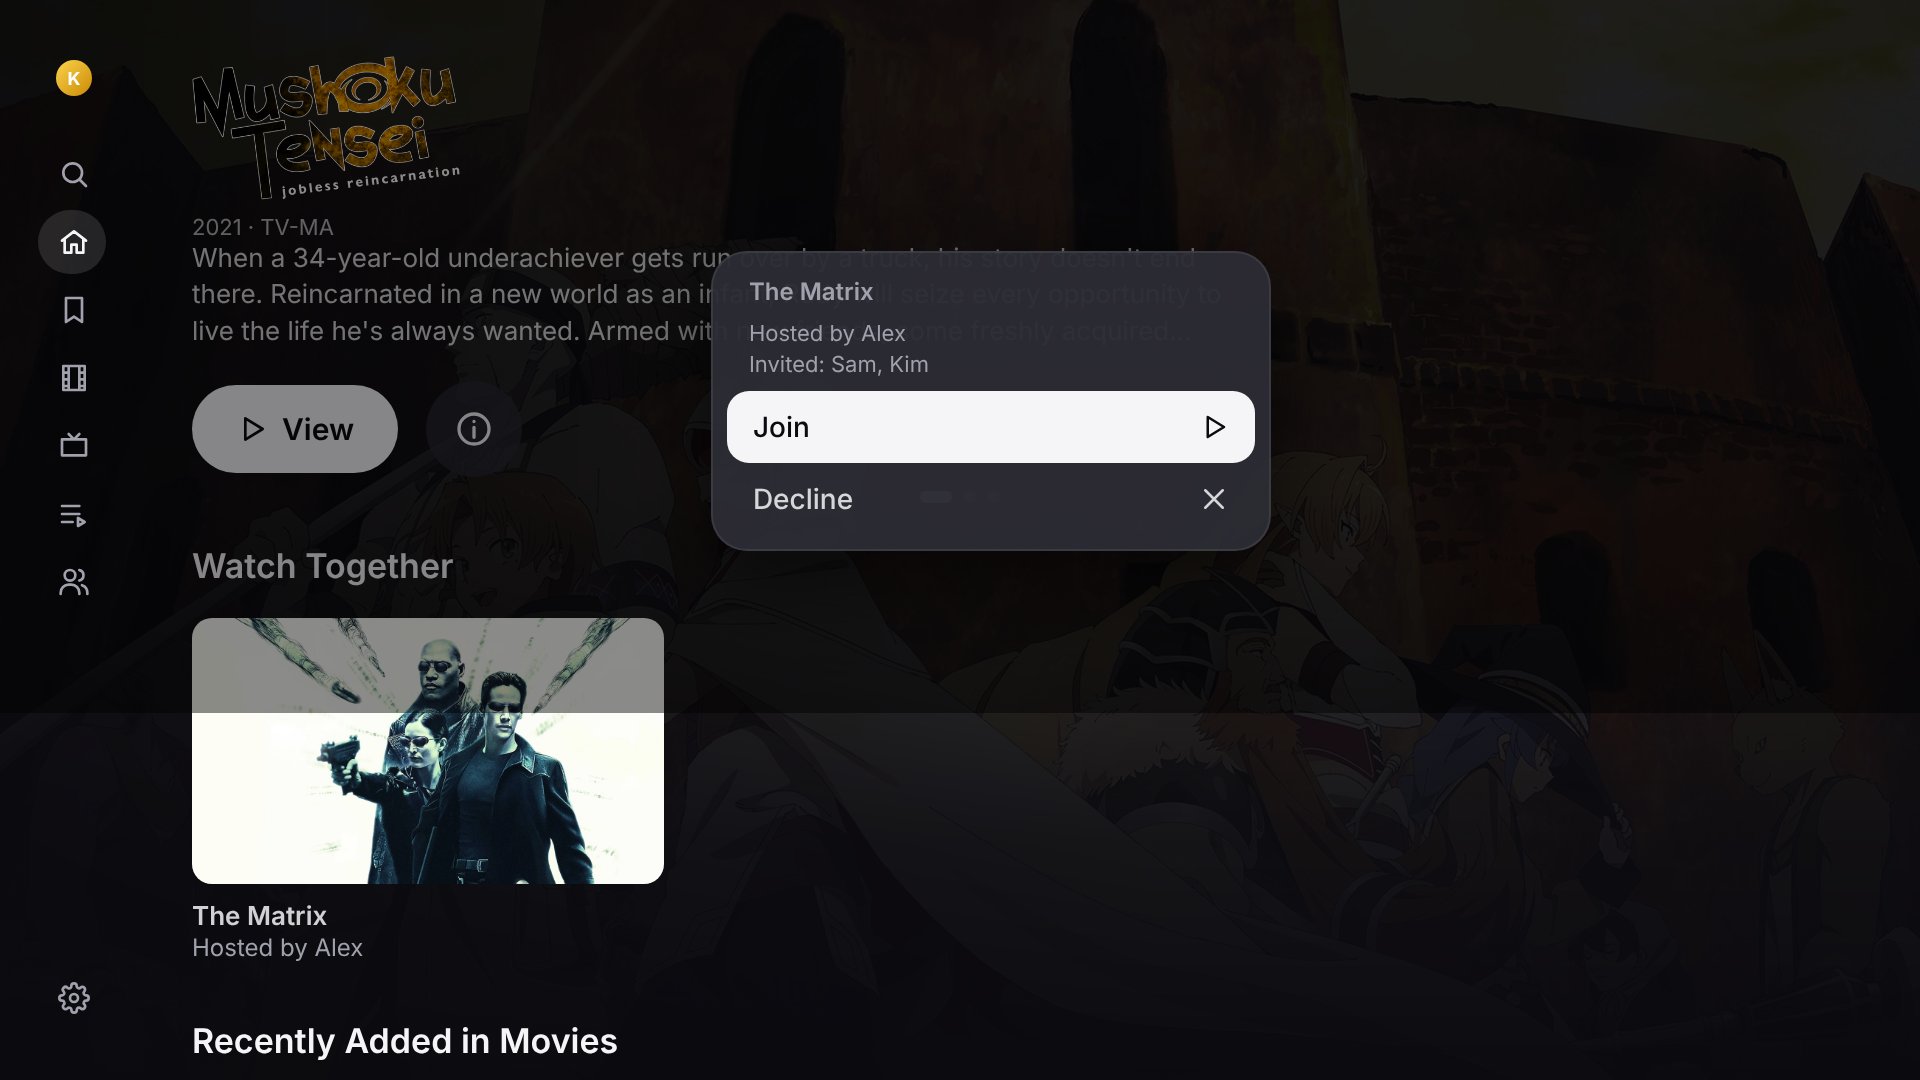 K
Mushoku
Tensei
jobless reincarnation
2021 · TV-MA
When a 34-year-old underachiever gets run over by a truck, his story doesn't end
there. Reincarnated in a new world as an infant, ll seize every opportunity to
live the life he's always wanted. Armed with some freshly acquired...
View
The Matrix
Hosted by Alex
Invited: Sam, Kim
Join
Decline
Watch Together
The Matrix
Hosted by Alex
Recently Added in Movies